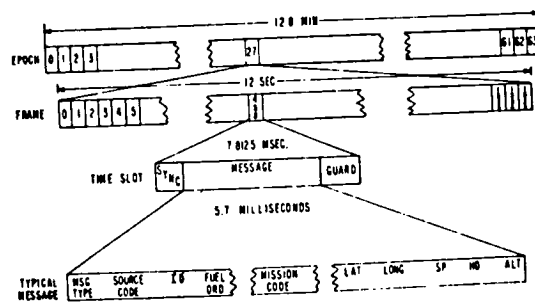 12.8 MIN
EPOCH 0 1 2 3 27 61 62 63
12 SEC
FRAME 0 1 2 3 4 5
7.8125 MSEC.
TIME SLOT SYNC MESSAGE GUARD
5.7 MILLISECONDS
TYPICAL MESSAGE MSG TYPE SOURCE CODE I D FUEL ORD MISSION CODE LAT LONG SP HD ALT